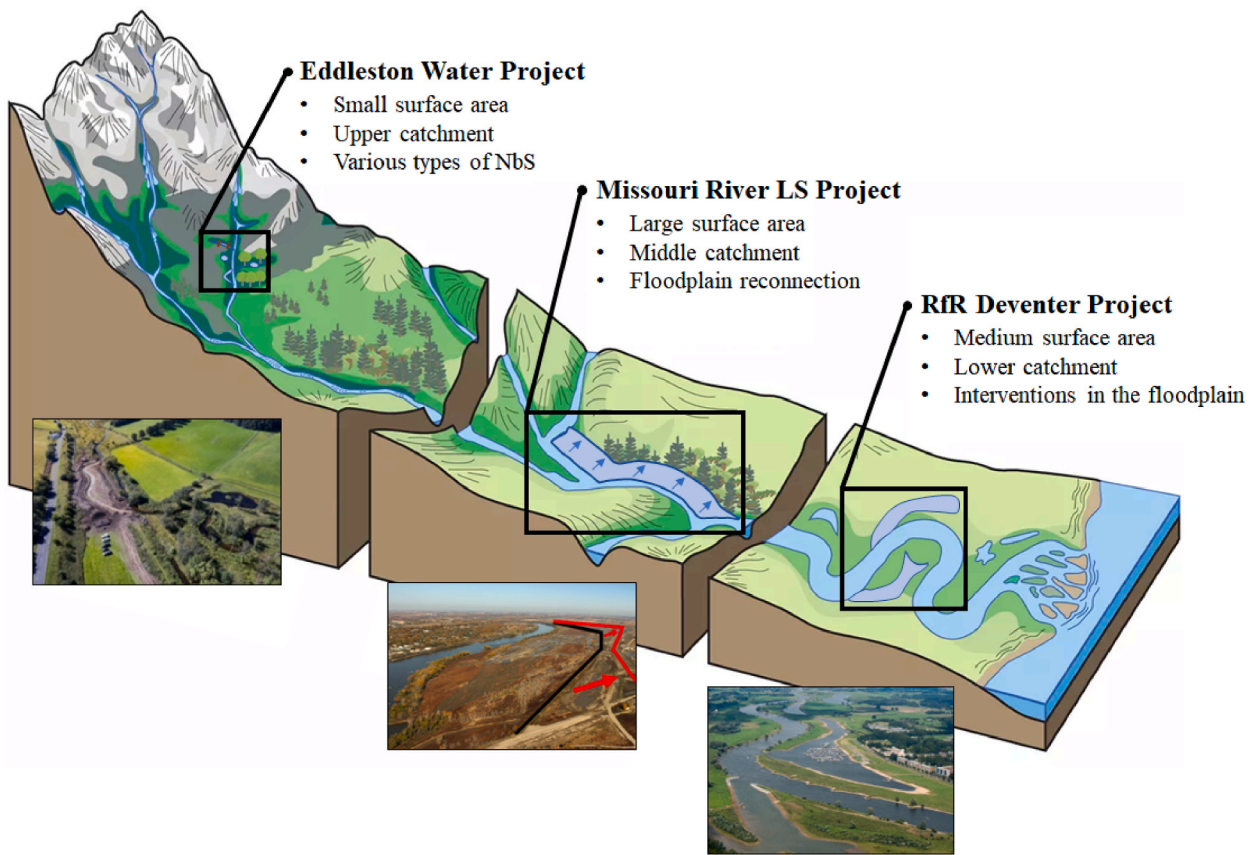 Eddleston Water Project
• Small surface area
• Upper catchment
• Various types of NbS
Missouri River LS Project
• Large surface area
• Middle catchment
• Floodplain reconnection
RfR Deventer Project
• Medium surface area
• Lower catchment
• Interventions in the floodplain